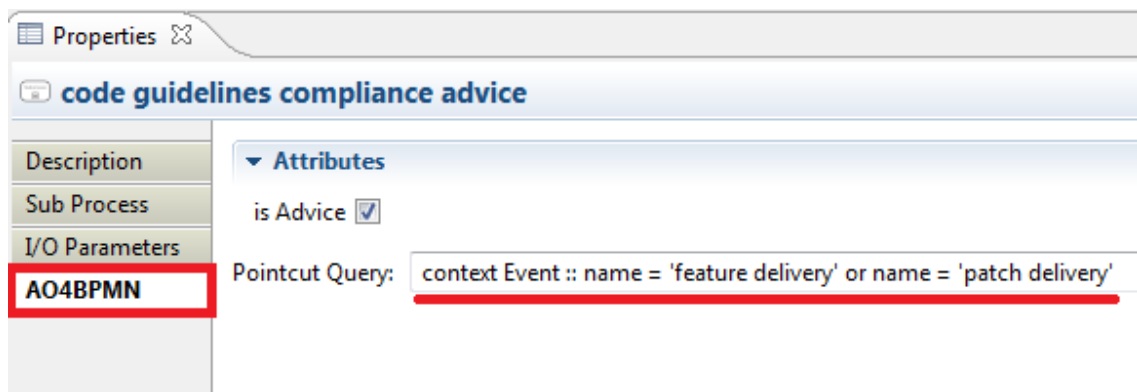 Properties
code guidelines compliance advice
Description
Sub Process
I/O Parameters
AO4BPMN
Attributes
is Advice
Pointcut Query: context Event :: name = 'feature delivery' or name = 'patch delivery'